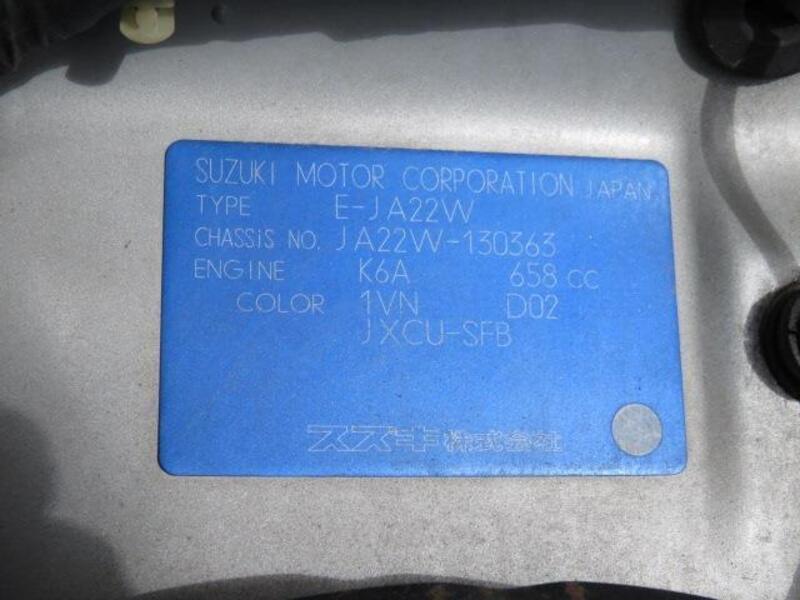 SUZUKI MOTOR CORPORATION JAPAN
TYPE E-JA22W
CHASSIS NO. JA22W-130363
ENGINE K6A 658 CC
COLOR 1VN D02
JXCU-SFB
スズキ株式会社